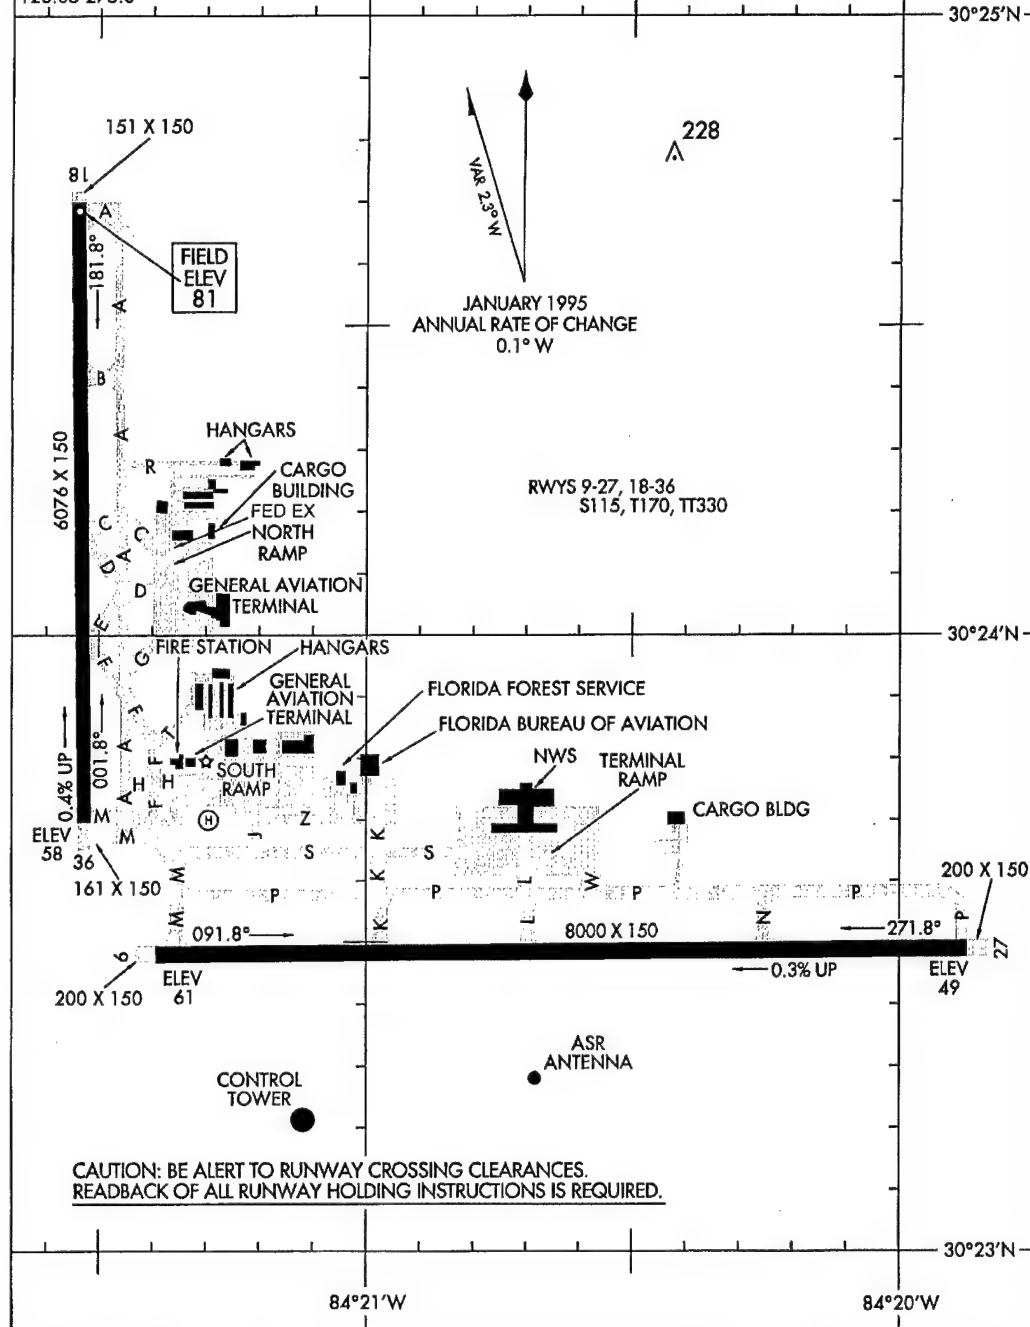 30°25'N
228
151 X 150
18
A
VAR 2.3° W
181.8°
FIELD
ELEV
81
JANUARY 1995
ANNUAL RATE OF CHANGE
0.1° W
A
B
A
HANGARS
R
CARGO
BUILDING
FED EX
NORTH
RAMP
6076 X 150
RWYS 9-27, 18-36
S115, T170, TT330
C
C
A
D
D
GENERAL AVIATION
TERMINAL
E
30°24'N
FIRE STATION
HANGARS
F
G
GENERAL
AVIATION
TERMINAL
FLORIDA FOREST SERVICE
F
FLORIDA BUREAU OF AVIATION
T
A
0.4% UP
001.8°
F
NWS
TERMINAL
RAMP
SOUTH
RAMP
H
H
A
F
CARGO BLDG
M
H
J
Z
K
ELEV
58
36
M
S
S
161 X 150
M
K
L
W
200 X 150
P
P
P
P
M
K
L
N
P
091.8°
8000 X 150
271.8°
9
27
ELEV
61
0.3% UP
ELEV
49
200 X 150
ASR
ANTENNA
CONTROL
TOWER
CAUTION: BE ALERT TO RUNWAY CROSSING CLEARANCES.
READBACK OF ALL RUNWAY HOLDING INSTRUCTIONS IS REQUIRED.
30°23'N
84°21'W
84°20'W